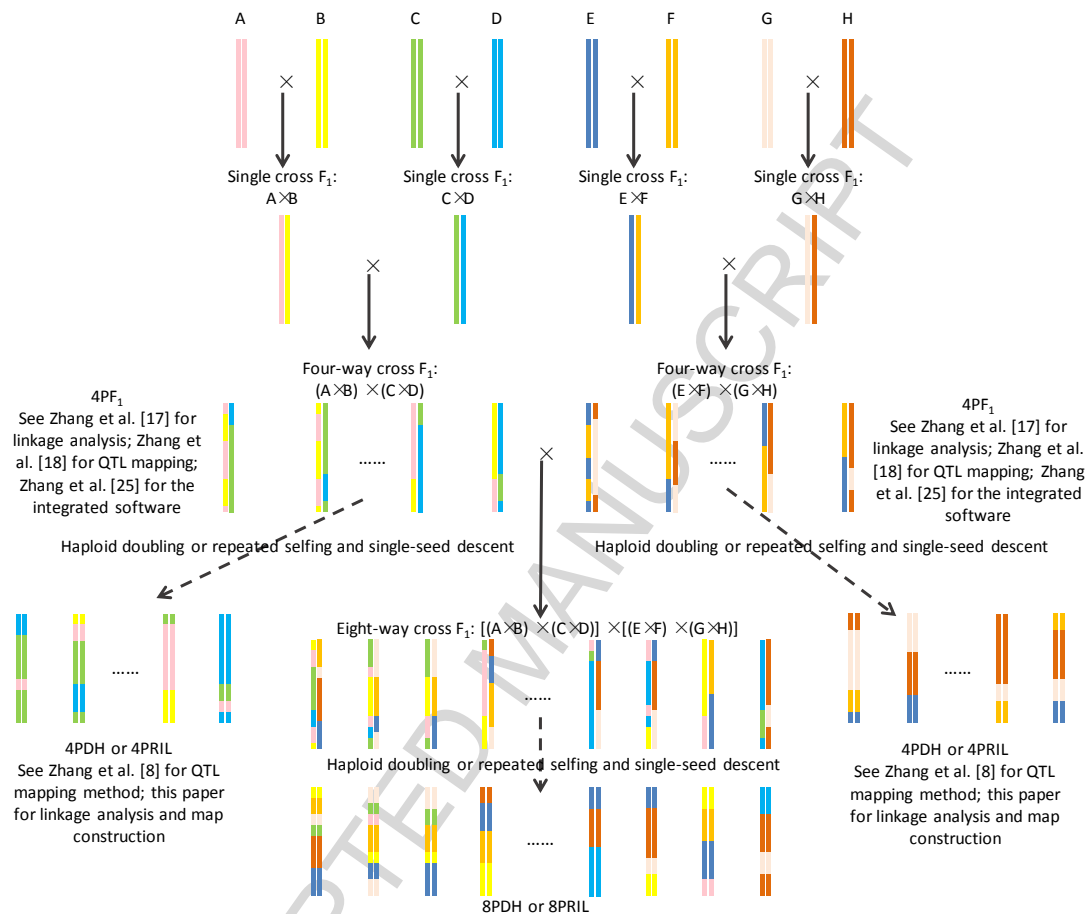 A B C D E F G H
× × × ×
Single cross F₁: Single cross F₁: Single cross F₁: Single cross F₁:
A×B C×D E×F G×H
× ×
Four-way cross F₁: Four-way cross F₁:
(A×B) ×(C×D) (E×F) ×(G×H)
4PF₁
See Zhang et al. [17] for
linkage analysis; Zhang et
al. [18] for QTL mapping;
Zhang et al. [25] for the
integrated software
......
×
......
4PF₁
See Zhang et al. [17] for
linkage analysis; Zhang et al.
[18] for QTL mapping; Zhang
et al. [25] for the integrated
software
Haploid doubling or repeated selfing and single-seed descent
Haploid doubling or repeated selfing and single-seed descent
Eight-way cross F₁: [(A×B) ×(C×D)] ×[(E×F) ×(G×H)]
......
......
......
4PDH or 4PRIL
See Zhang et al. [8] for QTL
mapping method; this paper
for linkage analysis and map
construction
4PDH or 4PRIL
See Zhang et al. [8] for QTL
mapping method; this paper
for linkage analysis and map
construction
Haploid doubling or repeated selfing and single-seed descent
......
8PDH or 8PRIL
PTED MANUSCRIPT